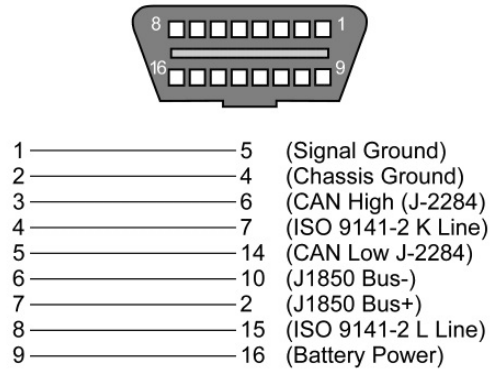 8 1
16 9
1 5 (Signal Ground)
2 4 (Chassis Ground)
3 6 (CAN High (J-2284)
4 7 (ISO 9141-2 K Line)
5 14 (CAN Low J-2284)
6 10 (J1850 Bus-)
7 2 (J1850 Bus+)
8 15 (ISO 9141-2 L Line)
9 16 (Battery Power)